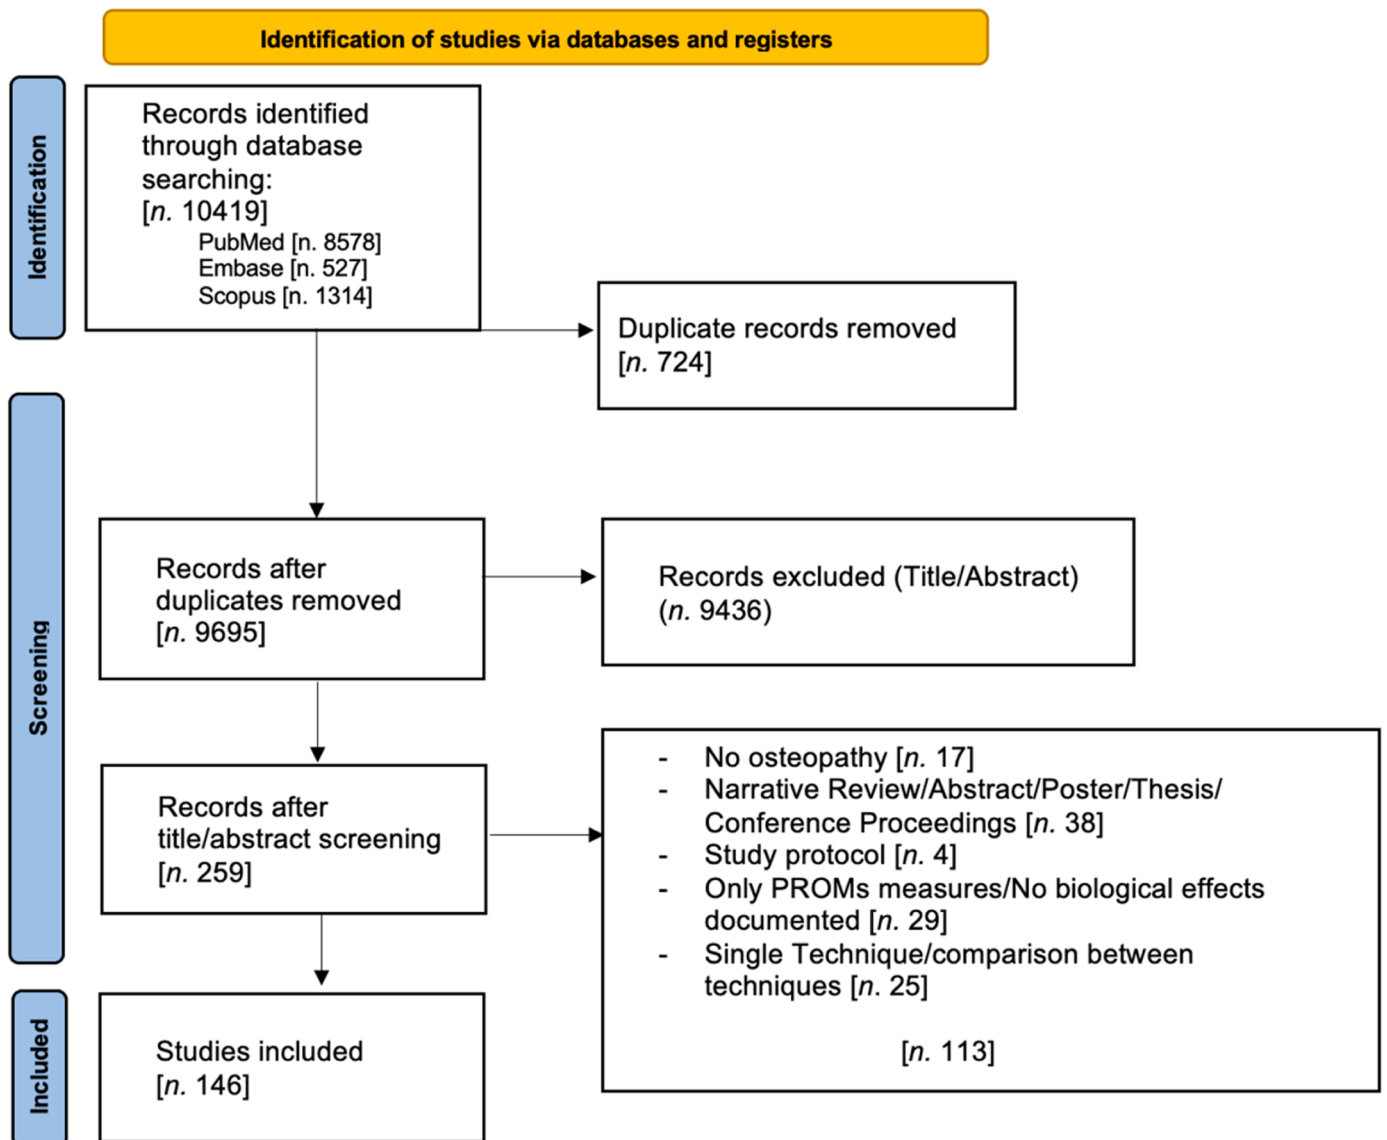 Identification of studies via databases and registers
Identification
Records identified
through database
searching:
[n. 10419]
PubMed [n. 8578]
Embase [n. 527]
Scopus [n. 1314]
Duplicate records removed
[n. 724]
Screening
Records after
duplicates removed
[n. 9695]
Records excluded (Title/Abstract)
(n. 9436)
Records after
title/abstract screening
[n. 259]
- No osteopathy [n. 17]
- Narrative Review/Abstract/Poster/Thesis/
Conference Proceedings [n. 38]
- Study protocol [n. 4]
- Only PROMs measures/No biological effects
documented [n. 29]
- Single Technique/comparison between
techniques [n. 25]
[n. 113]
Included
Studies included
[n. 146]